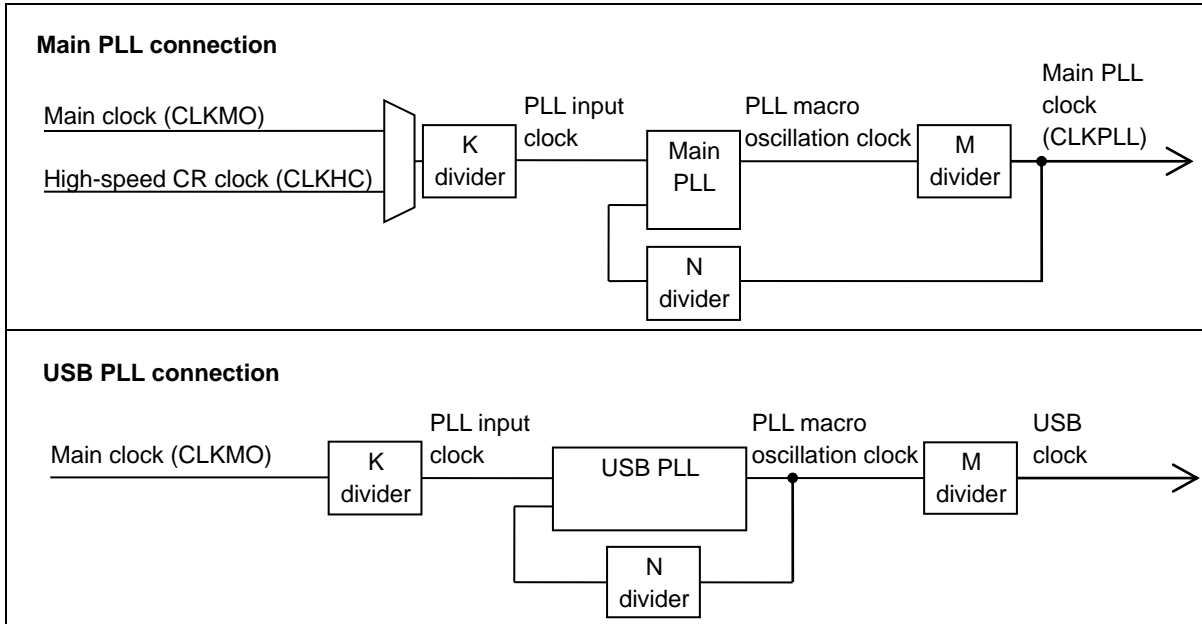 Main PLL connection
Main clock (CLKMO)
High-speed CR clock (CLKHC)
K
divider
PLL input
clock
Main
PLL
PLL macro
oscillation clock
M
divider
Main PLL
clock
(CLKPLL)
N
divider
USB PLL connection
Main clock (CLKMO)
K
divider
PLL input
clock
USB PLL
PLL macro
oscillation clock
M
divider
USB
clock
N
divider